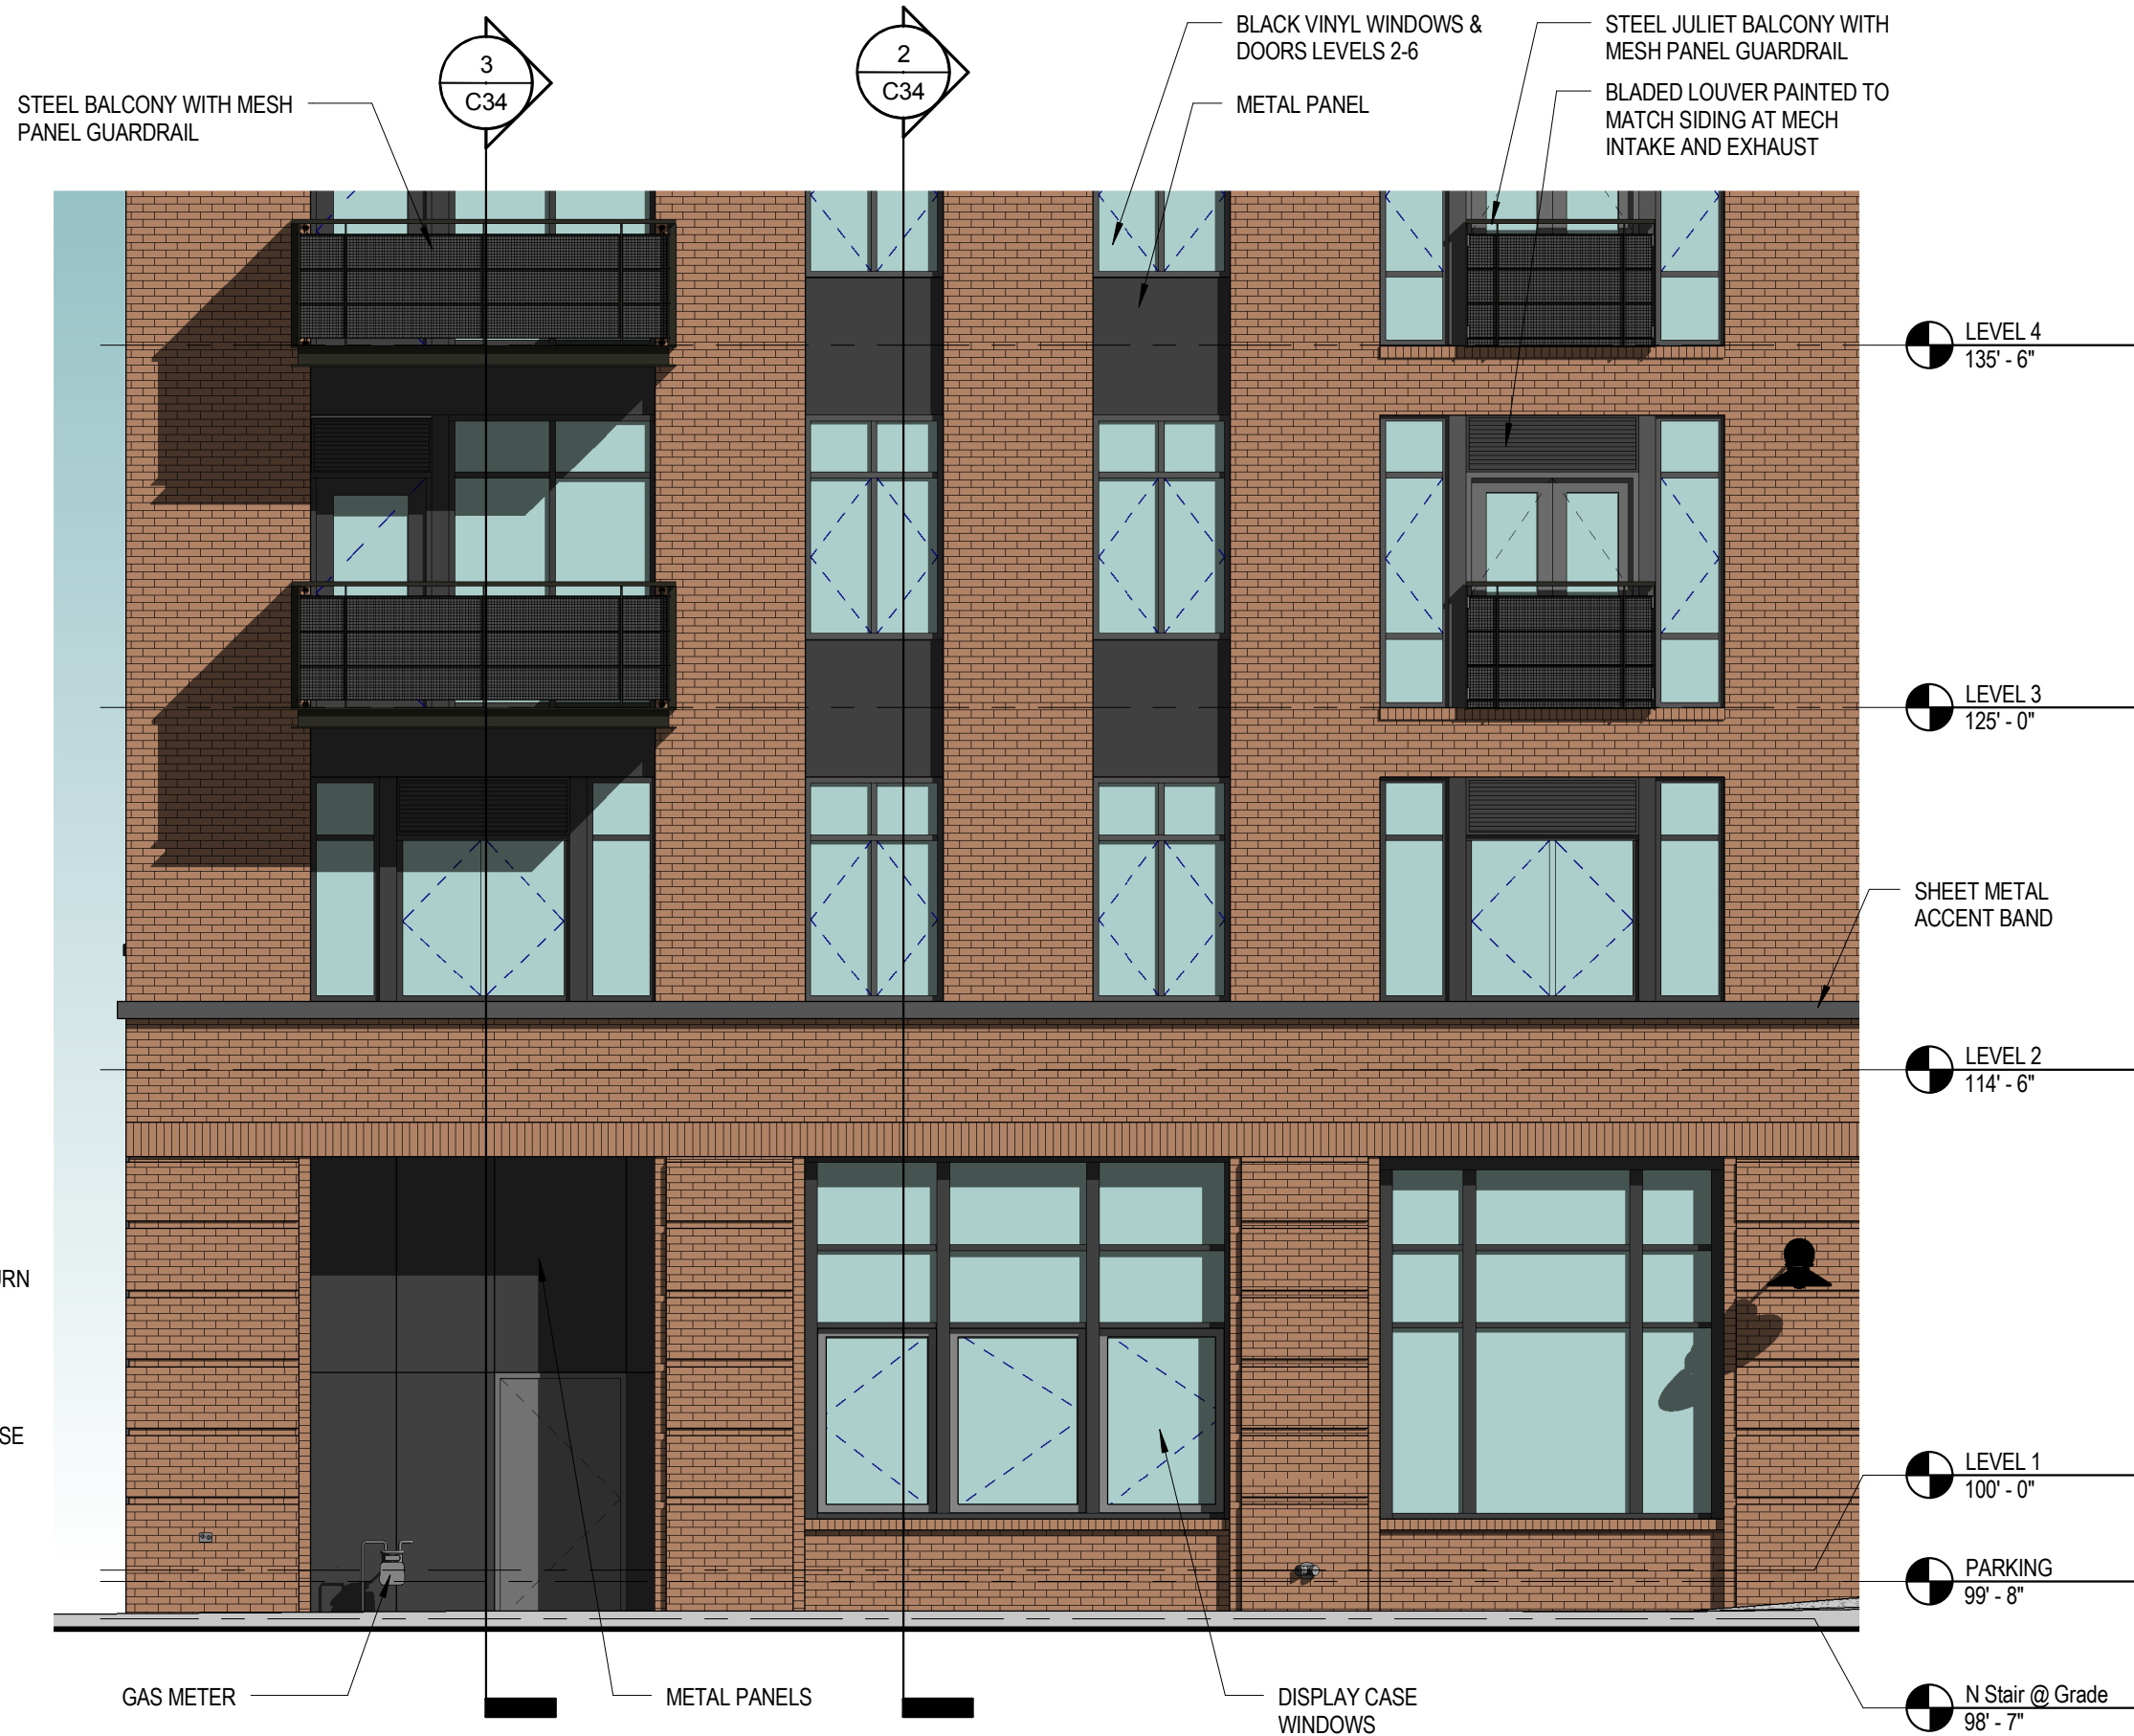 BLACK VINYL WINDOWS &
DOORS LEVELS 2-6
STEEL JULIET BALCONY WITH
MESH PANEL GUARDRAIL
3
C34
2
C34
STEEL BALCONY WITH MESH
PANEL GUARDRAIL
METAL PANEL
BLADED LOUVER PAINTED TO
MATCH SIDING AT MECH
INTAKE AND EXHAUST
LEVEL 4
135' - 6"
LEVEL 3
125' - 0"
SHEET METAL
ACCENT BAND
LEVEL 2
114' - 6"
URN
SE
LEVEL 1
100' - 0"
PARKING
99' - 8"
GAS METER
METAL PANELS
DISPLAY CASE
WINDOWS
N Stair @ Grade
98' - 7"